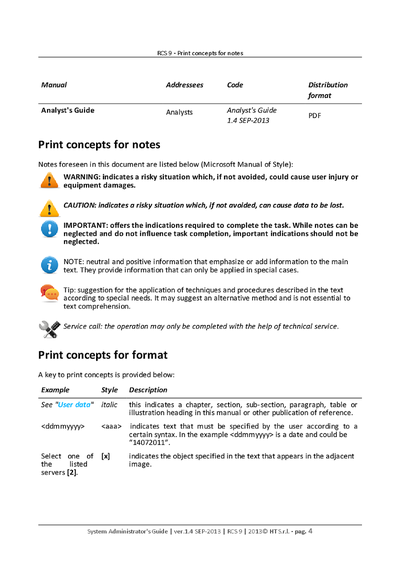 RCS 9 - Print concepts for notes
Manual Addressees Code Distribution
format
Analyst's Guide Analysts Analyst's Guide PDF
1.4 SEP-2013
Print concepts for notes
Notes foreseen in this document are listed below (Microsoft Manual of Style):
WARNING: indicates a risky situation which, if not avoided, could cause user injury or
equipment damages.
CAUTION: indicates a risky situation which, if not avoided, can cause data to be lost.
IMPORTANT: offers the indications required to complete the task. While notes can be
neglected and do not influence task completion, important indications should not be
neglected.
NOTE: neutral and positive information that emphasize or add information to the main
text. They provide information that can only be applied in special cases.
Tip: suggestion for the application of techniques and procedures described in the text
according to special needs. It may suggest an alternative method and is not essential to
text comprehension.
Service call: the operation may only be completed with the help of technical service.
Print concepts for format
A key to print concepts is provided below:
Example Style Description
See "User data" italic this indicates a chapter, section, sub-section, paragraph, table or
illustration heading in this manual or other publication of reference.
<ddmmyyyy> <aaa> indicates text that must be specified by the user according to a
certain syntax. In the example <ddmmyyyy> is a date and could be
"14072011".
Select one of [x] indicates the object specified in the text that appears in the adjacent
the listed image.
servers [2].
System Administrator's Guide | ver.1.4 SEP-2013 | RCS 9 | 2013© HT S.r.l. - pag. 4